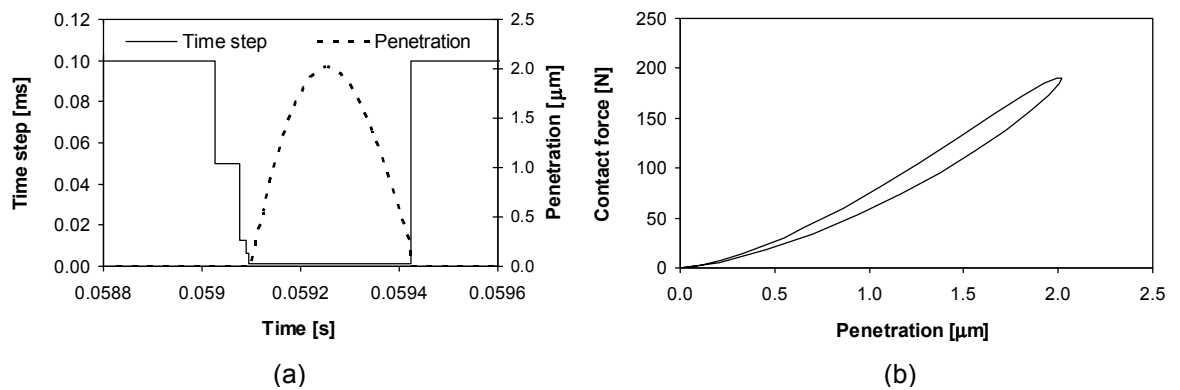 Time step
Penetration
Time step [ms]
0.12
0.10
0.08
0.06
0.04
0.02
0.00
2.5
2.0
1.5
1.0
0.5
0.0
Penetration [μm]
0.0588 0.059 0.0592 0.0594 0.0596
Time [s]
(a)
Contact force [N]
250
200
150
100
50
0
0.0 0.5 1.0 1.5 2.0 2.5
Penetration [μm]
(b)